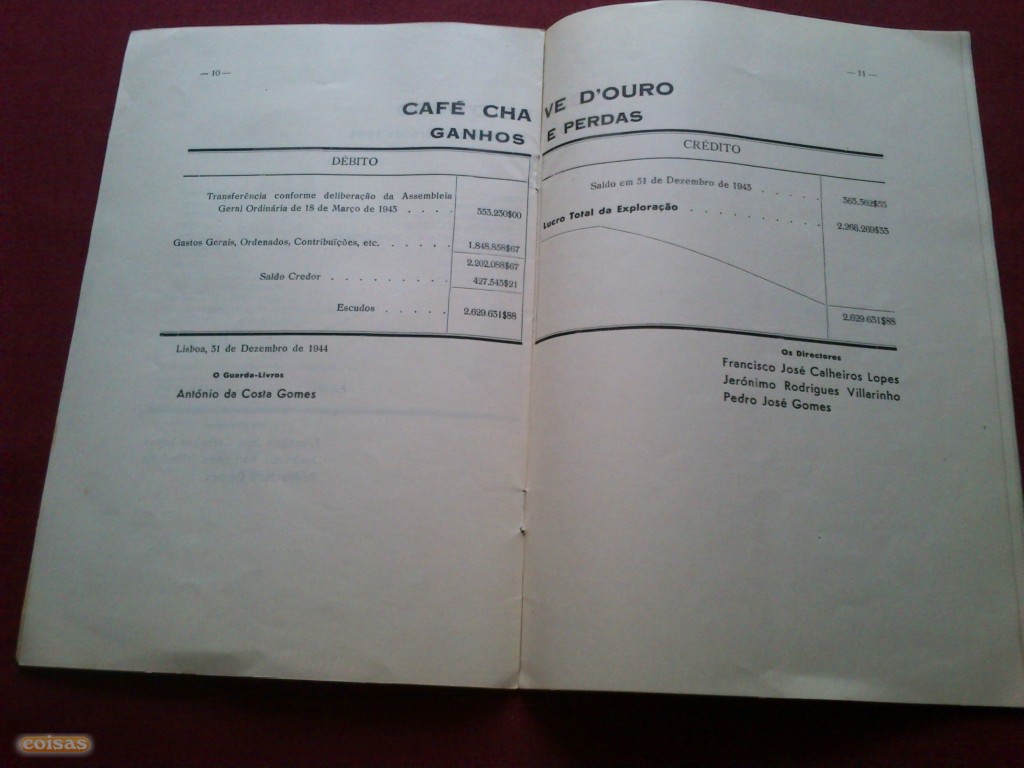 — 10 —
— 11 —
CAFÉ CHAVE D'OURO
GANHOS E PERDAS
DÉBITO
Transferência conforme deliberação da Assembleia
Geral Ordinária de 18 de Março de 1943 . . . . 353.230$00
Gastos Gerais, Ordenados, Contribuïções, etc. . . . . . 1.848.858$67
2.202.088$67
Saldo Credor . . . . . . . . 427.543$21
Escudos . . . . . 2.629.631$88
Lisboa, 31 de Dezembro de 1944
O Guarda-Livros
António da Costa Gomes
CRÉDITO
Saldo em 31 de Dezembro de 1943 . . . . 363.362$55
Lucro Total da Exploração . . . . . . . . . 2.266.269$33
2.629.631$88
Os Directores
Francisco José Calheiros Lopes
Jerónimo Rodrigues Villarinho
Pedro José Gomes
coisas